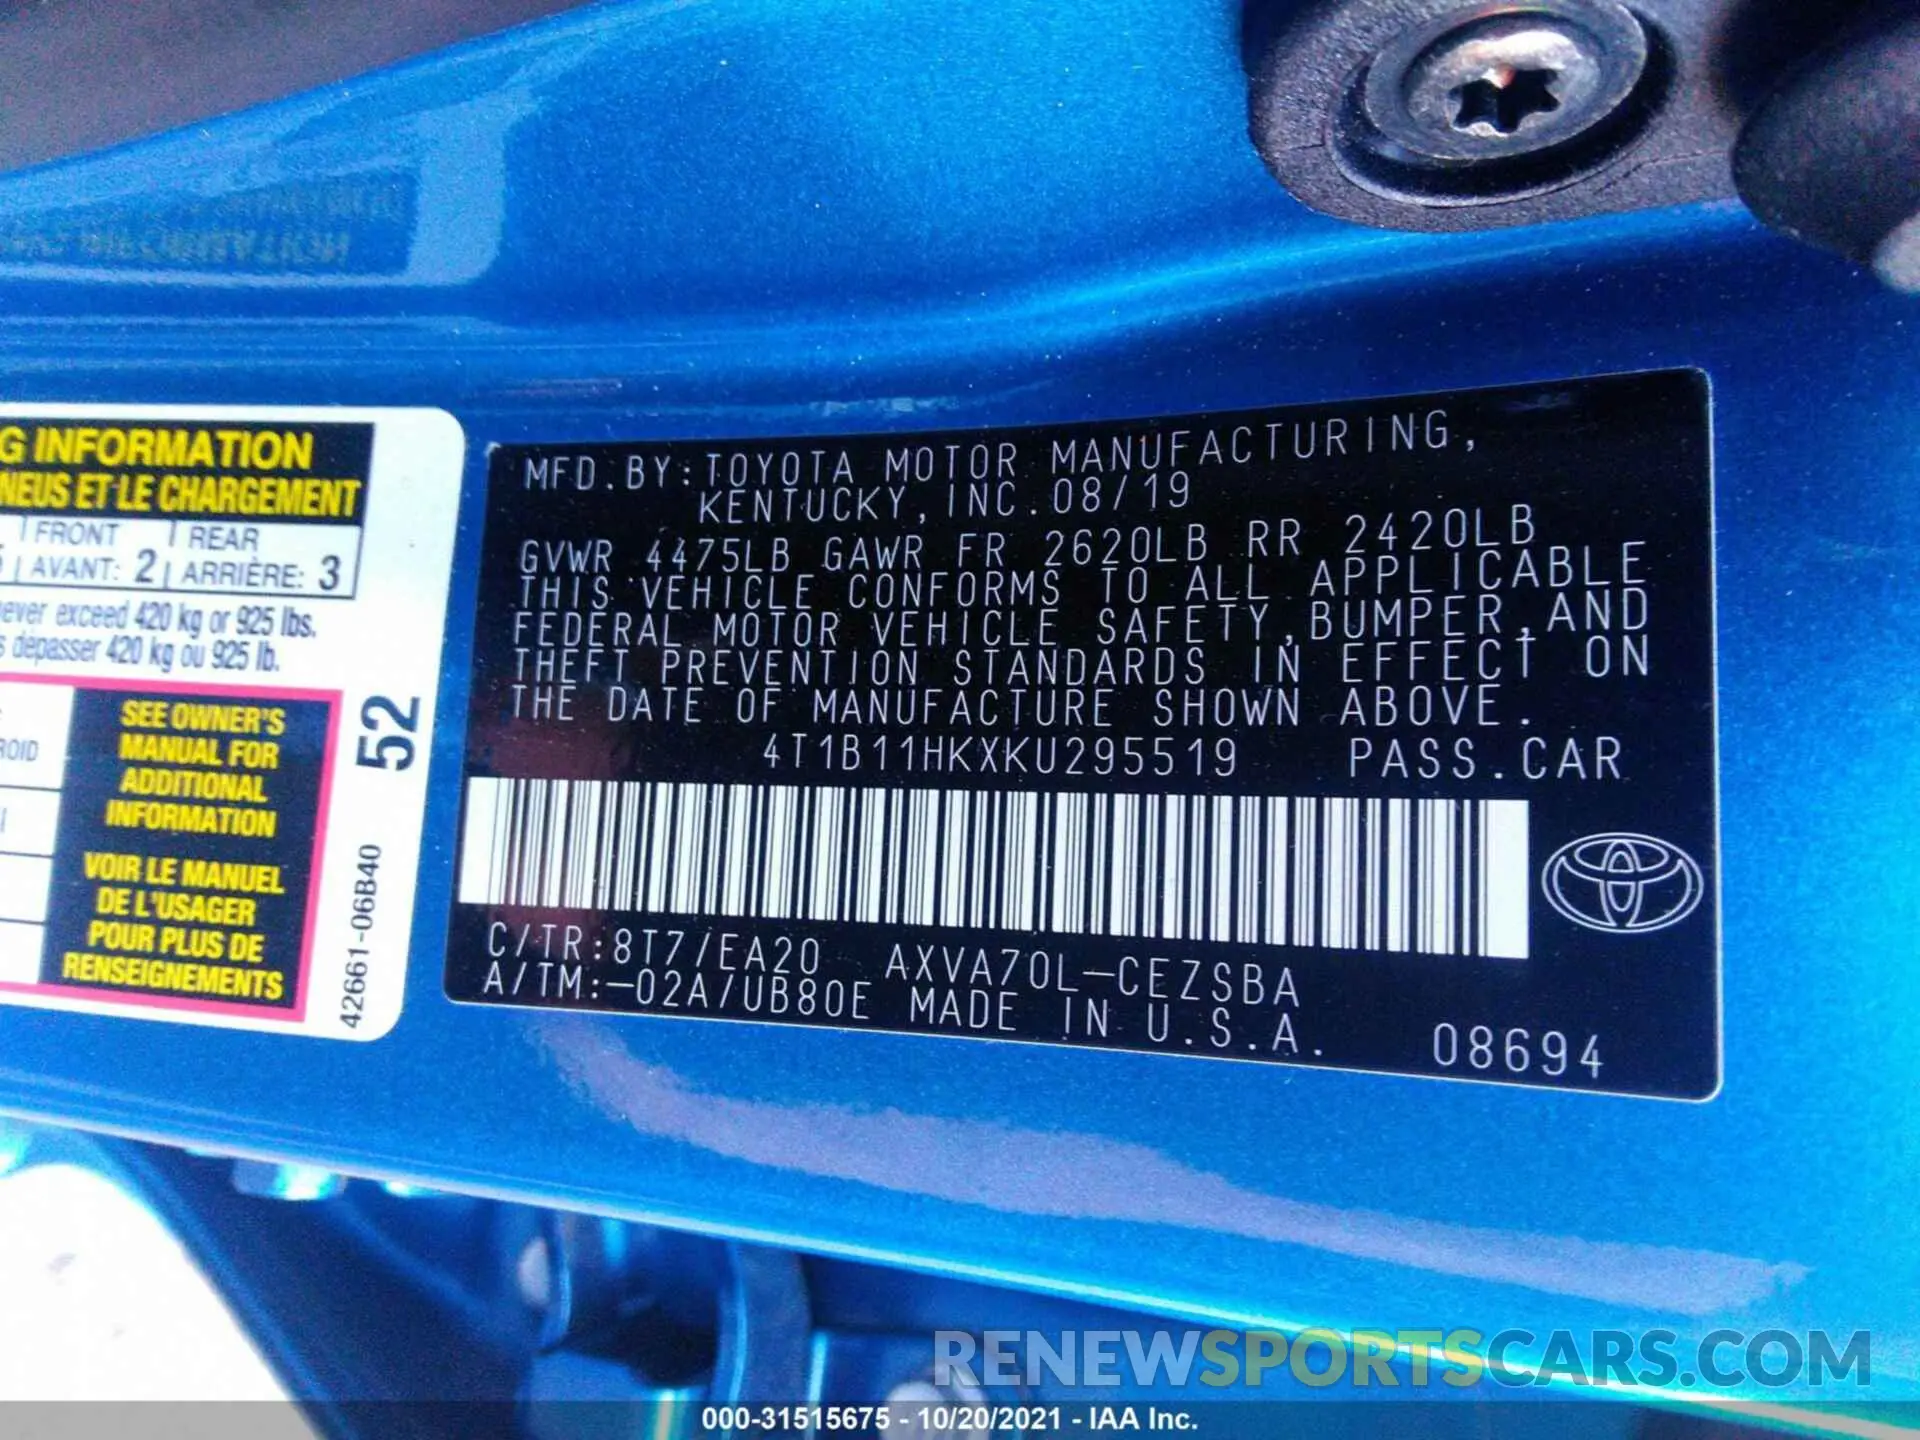 G INFORMATION
NEUS ET LE CHARGEMENT
FRONT REAR
AVANT: 2 ARRIÈRE: 3
never exceed 420 kg or 925 lbs.
dépasser 420 kg ou 925 lb.
SEE OWNER'S
MANUAL FOR
ADDITIONAL
INFORMATION
VOIR LE MANUEL
DE L'USAGER
POUR PLUS DE
RENSEIGNEMENTS
52
42661-06B40
MFD.BY:TOYOTA MOTOR MANUFACTURING,
KENTUCKY, INC.08/19
GVWR 4475LB GAWR FR 2620LB RR 2420LB
THIS VEHICLE CONFORMS TO ALL APPLICABLE
FEDERAL MOTOR VEHICLE SAFETY,BUMPER,AND
THEFT PREVENTION STANDARDS IN EFFECT ON
THE DATE OF MANUFACTURE SHOWN ABOVE.
4T1B11HKXKU295519 PASS.CAR
C/TR:8T7/EA20 AXVA70L-CEZSBA
A/TM:-02A/UB80E MADE IN U.S.A.
08694
RENEWSPORTSCARS.COM
000-31515675 - 10/20/2021 - IAA Inc.